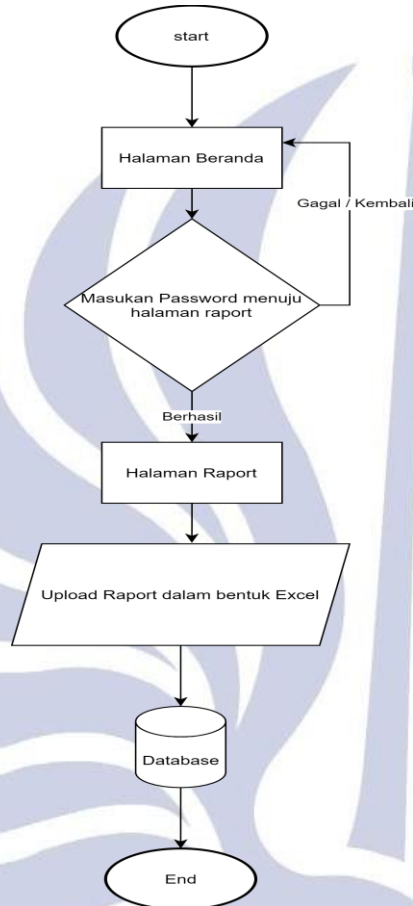 start
Halaman Beranda
Gagal / Kembali
Masukan Password menuju
halaman raport
Berhasil
Halaman Raport
Upload Raport dalam bentuk Excel
Database
End